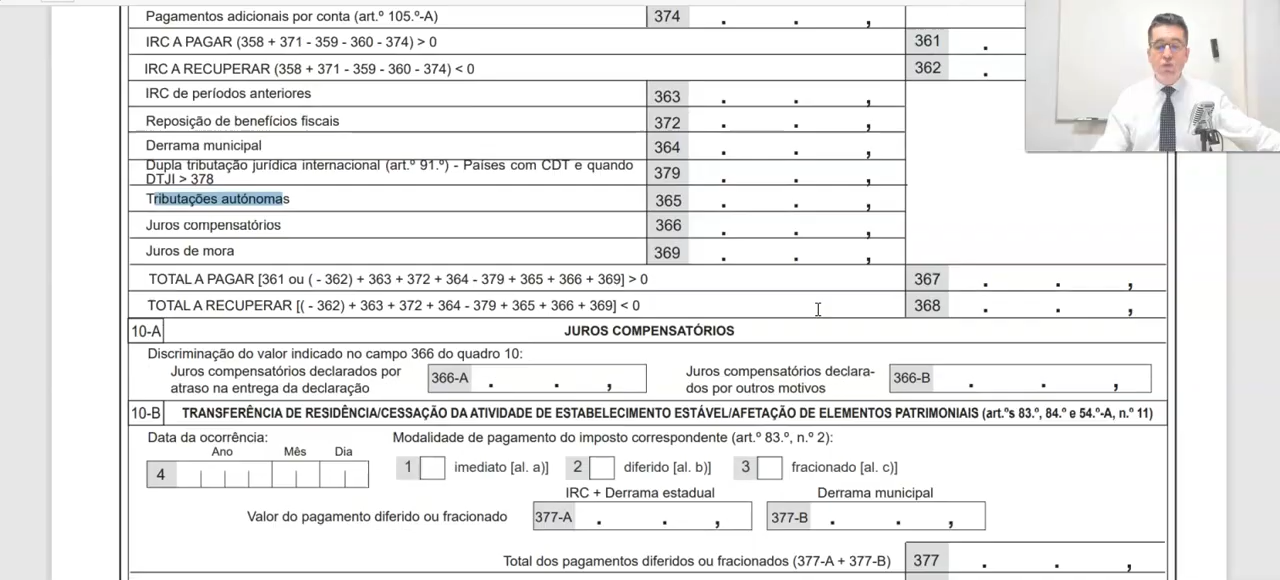 Pagamentos adicionais por conta (art.º 105.º-A) 374 . . ,
IRC A PAGAR (358 + 371 - 359 - 360 - 374) > 0 361 .
IRC A RECUPERAR (358 + 371 - 359 - 360 - 374) < 0 362 .
IRC de períodos anteriores 363 . . ,
Reposição de benefícios fiscais 372 . . ,
Derrama municipal 364 . . ,
Dupla tributação jurídica internacional (art.º 91.º) - Países com CDT e quando
DTJI > 378 379 . . ,
Tributações autónomas 365 . . ,
Juros compensatórios 366 . . ,
Juros de mora 369 . . ,
TOTAL A PAGAR [361 ou ( - 362) + 363 + 372 + 364 - 379 + 365 + 366 + 369] > 0 367 . . ,
TOTAL A RECUPERAR [( - 362) + 363 + 372 + 364 - 379 + 365 + 366 + 369] < 0 368 . . ,
10-A JUROS COMPENSATÓRIOS
Discriminação do valor indicado no campo 366 do quadro 10:
Juros compensatórios declarados por
atraso na entrega da declaração
366-A . . ,
Juros compensatórios declara-
dos por outros motivos
366-B . . ,
10-B TRANSFERÊNCIA DE RESIDÊNCIA/CESSAÇÃO DA ATIVIDADE DE ESTABELECIMENTO ESTÁVEL/AFETAÇÃO DE ELEMENTOS PATRIMONIAIS (art.ºs 83.º, 84.º e 54.º-A, n.º 11)
Data da ocorrência:
Ano Mês Dia
4
Modalidade de pagamento do imposto correspondente (art.º 83.º, n.º 2):
1 imediato [al. a)] 2 diferido [al. b)] 3 fracionado [al. c)]
IRC + Derrama estadual Derrama municipal
Valor do pagamento diferido ou fracionado 377-A . . , 377-B . . ,
Total dos pagamentos diferidos ou fracionados (377-A + 377-B) 377 . . ,